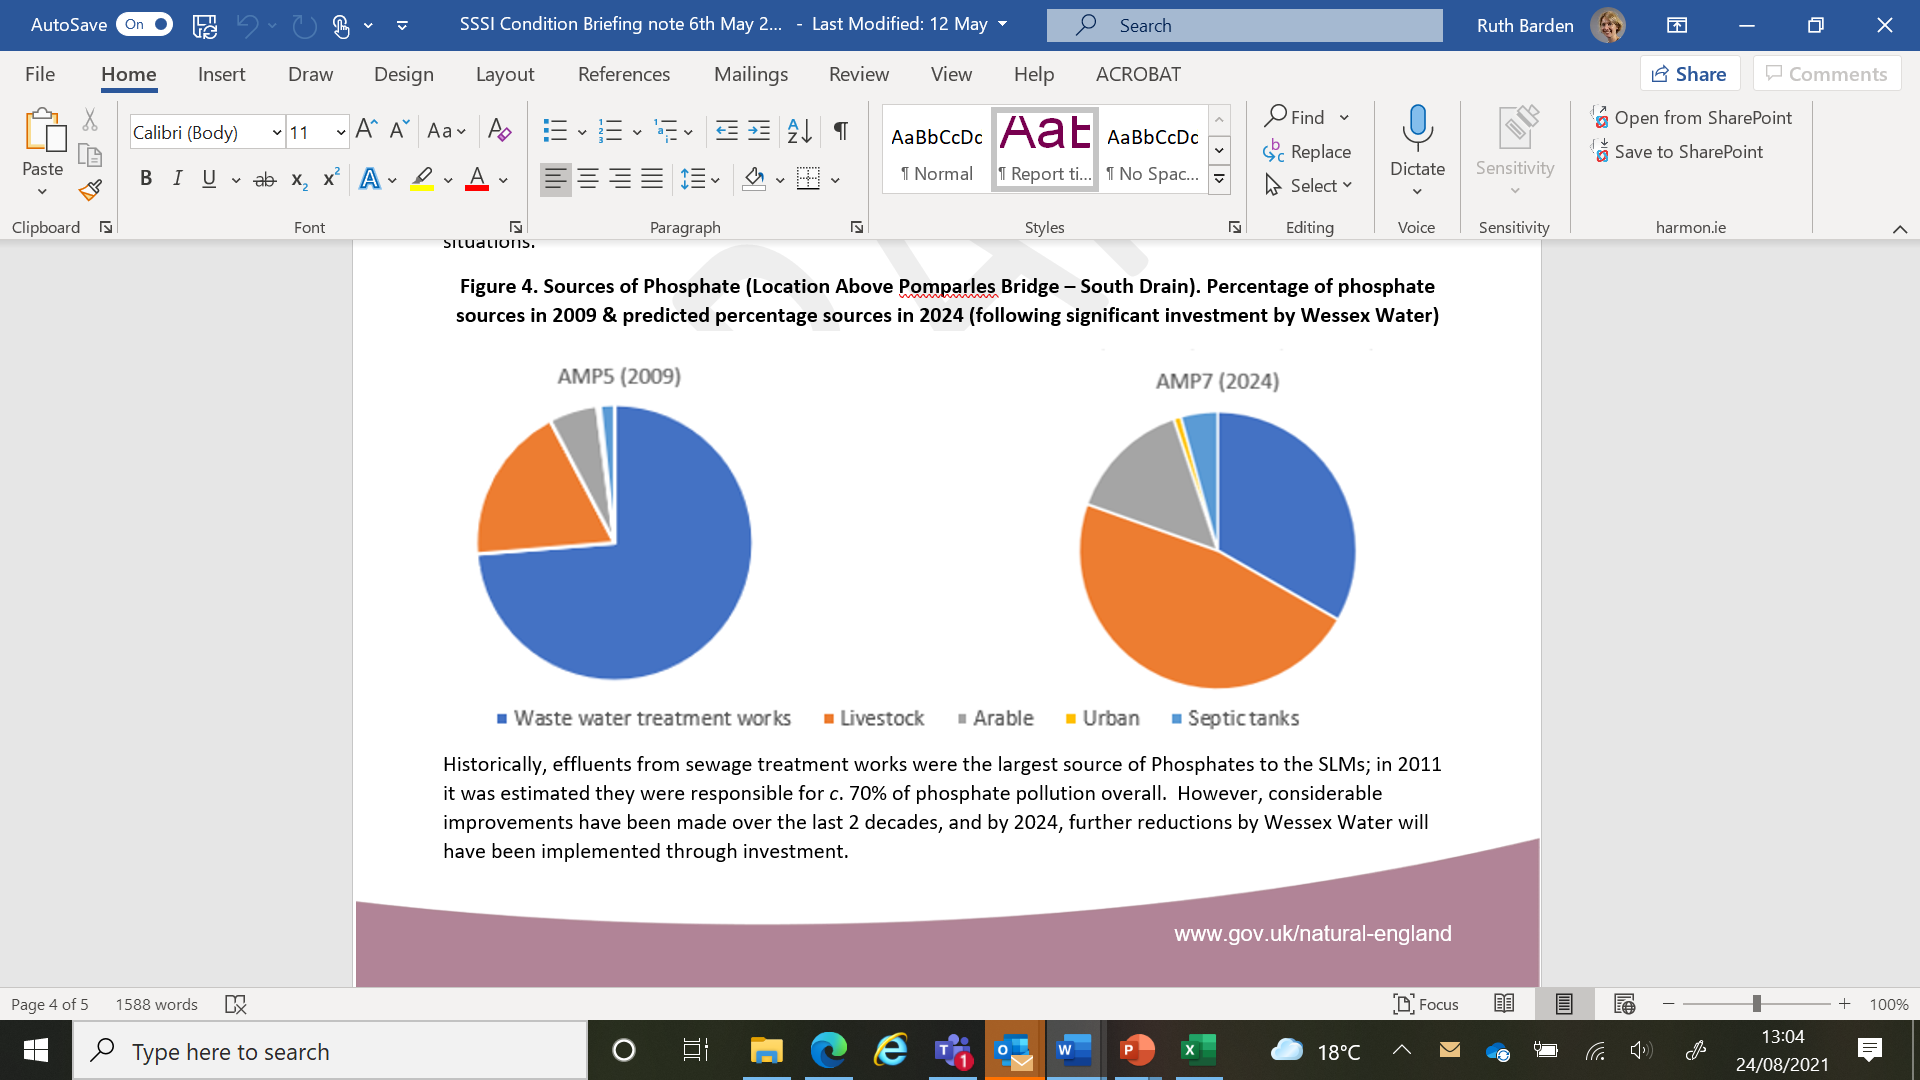 AutoSave On SSSI Condition Briefing note 6th May 2... - Last Modified: 12 May Search Ruth Barden
File Home Insert Draw Design Layout References Mailings Review View Help ACROBAT Share Comments
Paste
Clipboard
Calibri (Body) 11
Font
Paragraph
AaBbCcDc AaB AaBbCcDc
¶ Normal ¶ Report ti... ¶ No Spac...
Styles
Find
Replace
Select
Editing
Dictate
Voice
Sensitivity
Sensitivity
Open from SharePoint
Save to SharePoint
harmon.ie
situations.
Figure 4. Sources of Phosphate (Location Above Pomparles Bridge – South Drain). Percentage of phosphate
sources in 2009 & predicted percentage sources in 2024 (following significant investment by Wessex Water)
AMP5 (2009)
AMP7 (2024)
Waste water treatment works Livestock Arable Urban Septic tanks
Historically, effluents from sewage treatment works were the largest source of Phosphates to the SLMs; in 2011
it was estimated they were responsible for c. 70% of phosphate pollution overall.  However, considerable
improvements have been made over the last 2 decades, and by 2024, further reductions by Wessex Water will
have been implemented through investment.
www.gov.uk/natural-england
Page 4 of 5 1588 words Focus 100%
Type here to search 1 18°C 13:04
24/08/2021